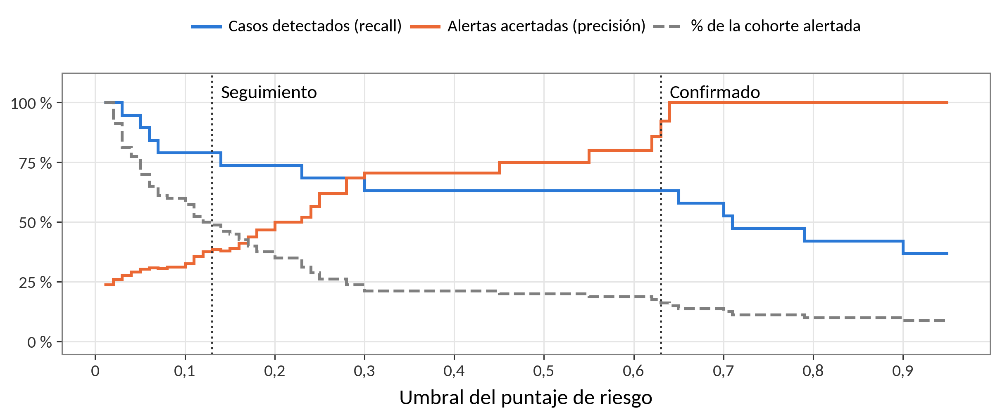 Casos detectados (recall) Alertas acertadas (precisión) % de la cohorte alertada
Seguimiento Confirmado
100 %
75 %
50 %
25 %
0 %
0 0,1 0,2 0,3 0,4 0,5 0,6 0,7 0,8 0,9
Umbral del puntaje de riesgo